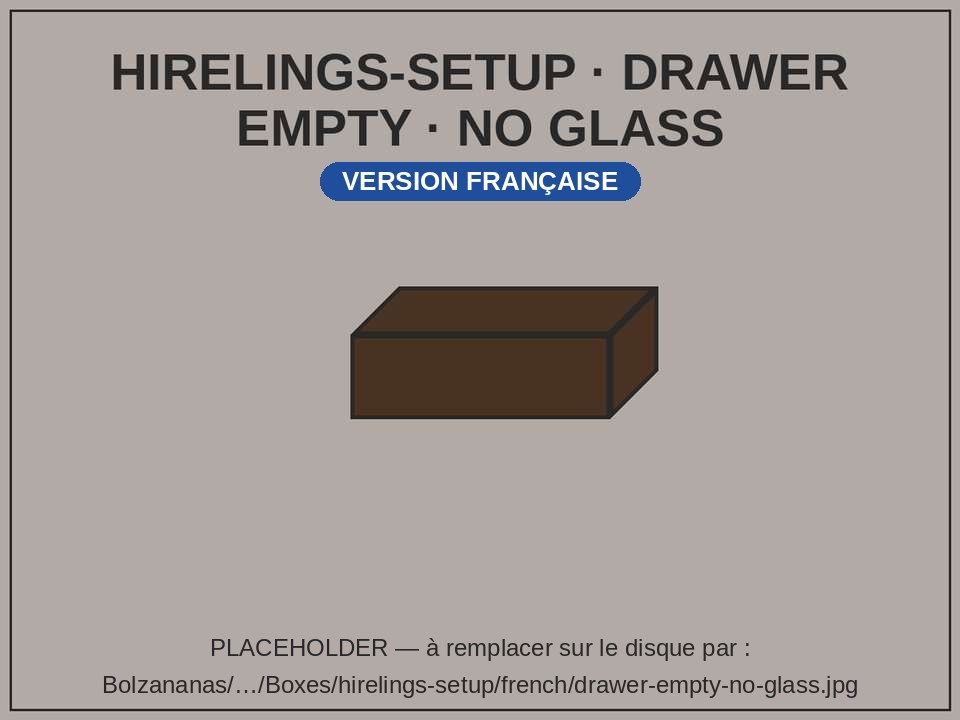 HIRELINGS-SETUP · DRAWER
EMPTY · NO GLASS
VERSION FRANÇAISE
PLACEHOLDER — à remplacer sur le disque par :
Bolzananas/…/Boxes/hirelings-setup/french/drawer-empty-no-glass.jpg